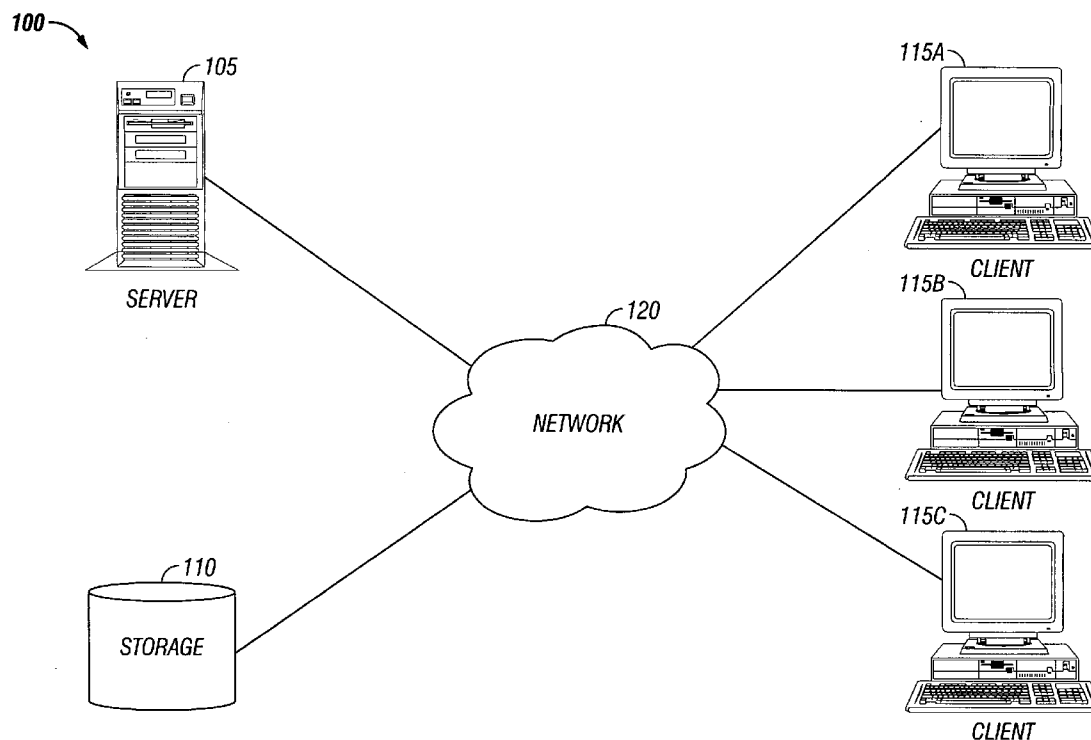 100
105
SERVER
110
STORAGE
120
NETWORK
115A
CLIENT
115B
CLIENT
115C
CLIENT